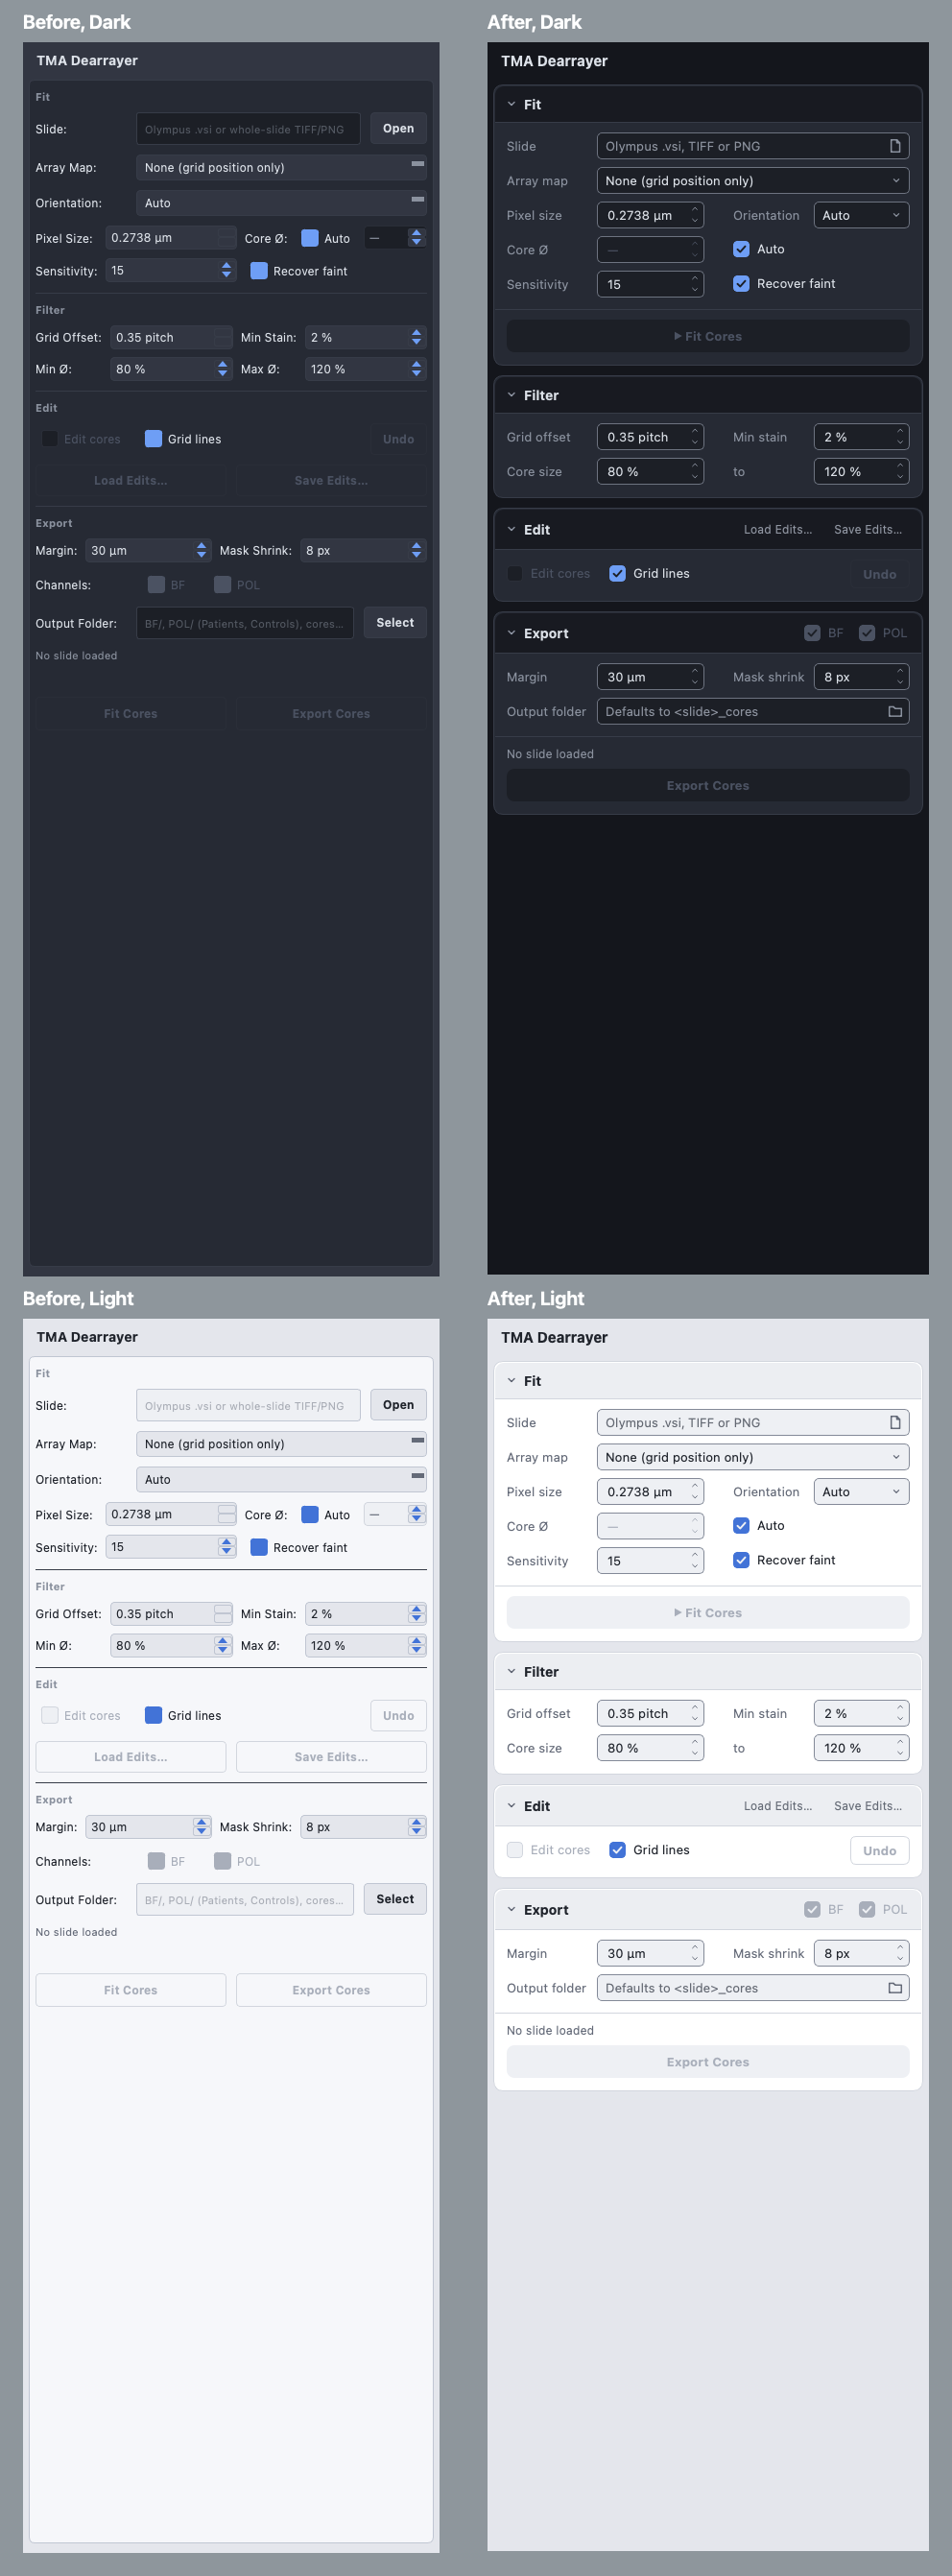 Before, Dark
TMA Dearrayer
Fit
Slide: Olympus .vsi or whole-slide TIFF/PNG Open
Array Map: None (grid position only)
Orientation: Auto
Pixel Size: 0.2738 µm Core Ø: Auto —
Sensitivity: 15 Recover faint
Filter
Grid Offset: 0.35 pitch Min Stain: 2 %
Min Ø: 80 % Max Ø: 120 %
Edit
Edit cores Grid lines Undo
Load Edits... Save Edits...
Export
Margin: 30 µm Mask Shrink: 8 px
Channels: BF POL
Output Folder: BF/, POL/ (Patients, Controls), cores... Select
No slide loaded
Fit Cores Export Cores
After, Dark
TMA Dearrayer
Fit
Slide Olympus .vsi, TIFF or PNG
Array map None (grid position only)
Pixel size 0.2738 µm Orientation Auto
Core Ø — Auto
Sensitivity 15 Recover faint
Fit Cores
Filter
Grid offset 0.35 pitch Min stain 2 %
Core size 80 % to 120 %
Edit Load Edits... Save Edits...
Edit cores Grid lines Undo
Export BF POL
Margin 30 µm Mask shrink 8 px
Output folder Defaults to <slide>_cores
No slide loaded
Export Cores
Before, Light
TMA Dearrayer
Fit
Slide: Olympus .vsi or whole-slide TIFF/PNG Open
Array Map: None (grid position only)
Orientation: Auto
Pixel Size: 0.2738 µm Core Ø: Auto —
Sensitivity: 15 Recover faint
Filter
Grid Offset: 0.35 pitch Min Stain: 2 %
Min Ø: 80 % Max Ø: 120 %
Edit
Edit cores Grid lines Undo
Load Edits... Save Edits...
Export
Margin: 30 µm Mask Shrink: 8 px
Channels: BF POL
Output Folder: BF/, POL/ (Patients, Controls), cores... Select
No slide loaded
Fit Cores Export Cores
After, Light
TMA Dearrayer
Fit
Slide Olympus .vsi, TIFF or PNG
Array map None (grid position only)
Pixel size 0.2738 µm Orientation Auto
Core Ø — Auto
Sensitivity 15 Recover faint
Fit Cores
Filter
Grid offset 0.35 pitch Min stain 2 %
Core size 80 % to 120 %
Edit Load Edits... Save Edits...
Edit cores Grid lines Undo
Export BF POL
Margin 30 µm Mask shrink 8 px
Output folder Defaults to <slide>_cores
No slide loaded
Export Cores